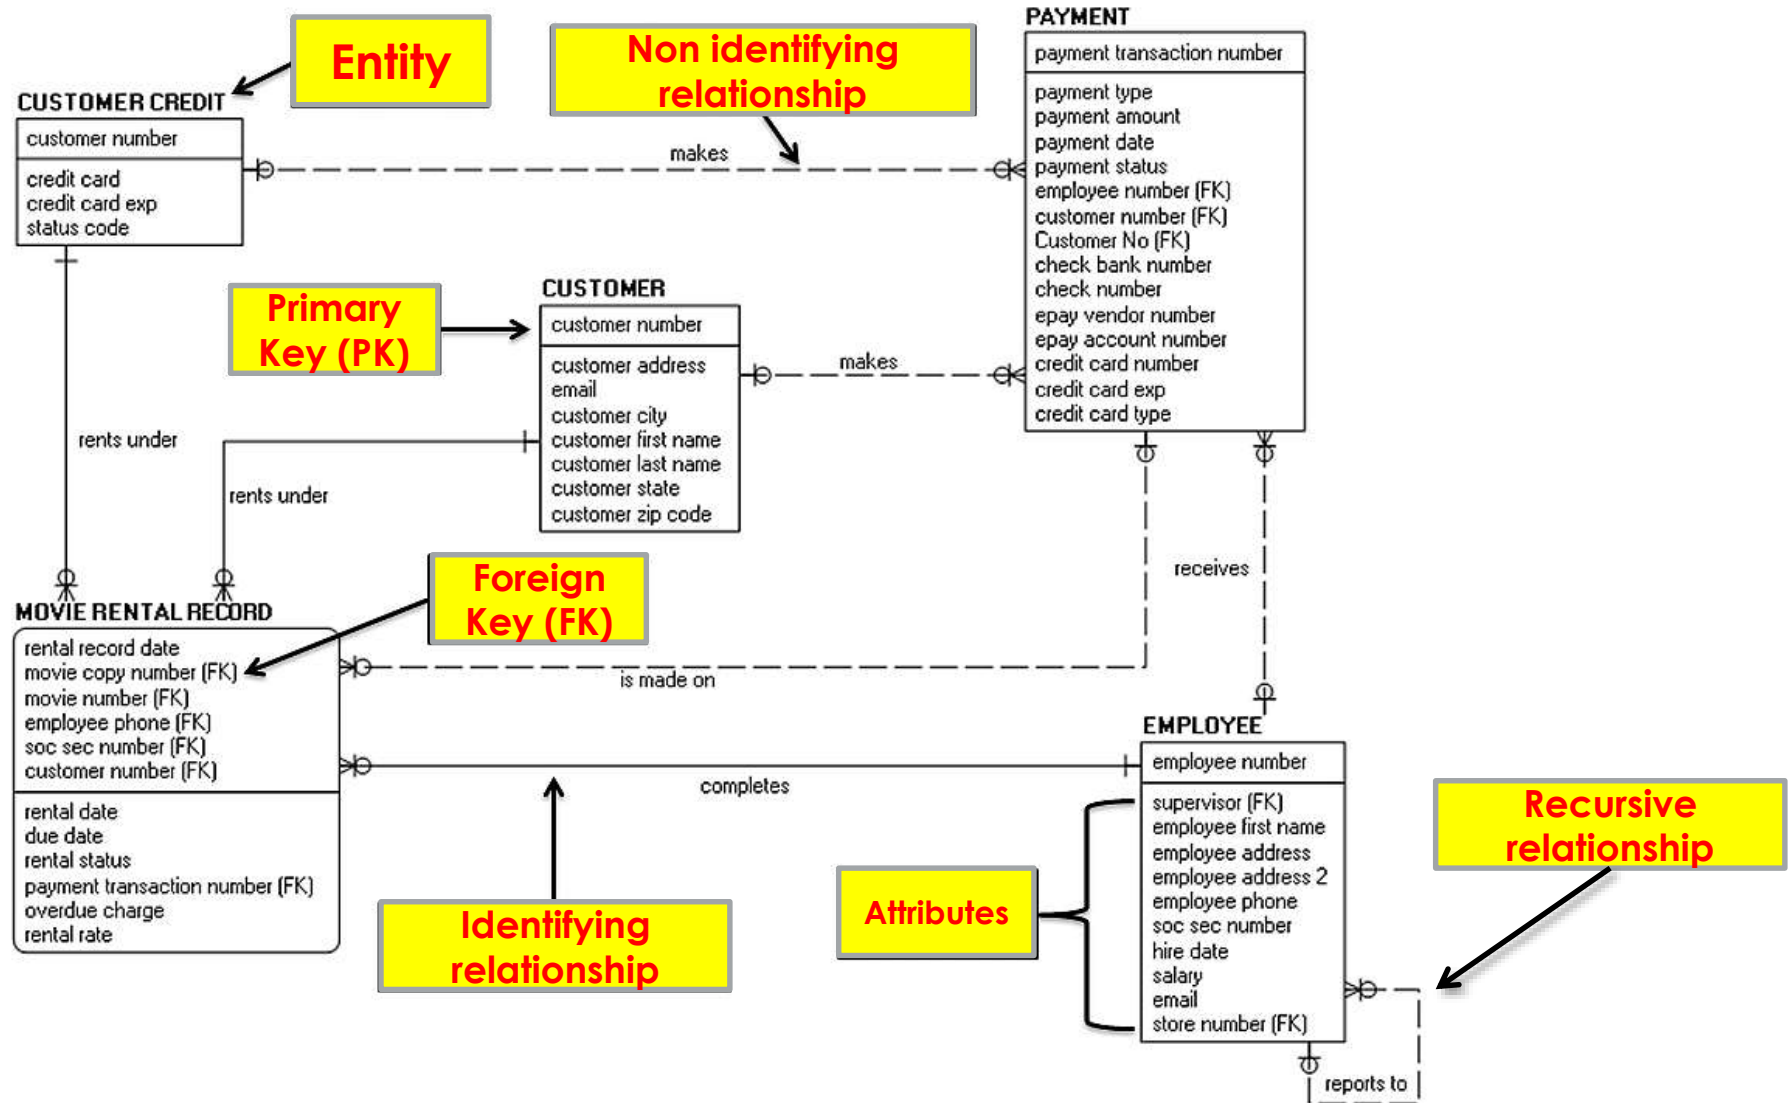 Entity
Non identifying
relationship
PAYMENT
payment transaction number
payment type
payment amount
payment date
payment status
employee number (FK)
customer number (FK)
Customer No (FK)
check bank number
check number
epay vendor number
epay account number
credit card number
credit card exp
credit card type
CUSTOMER CREDIT
customer number
credit card
credit card exp
status code
makes
Primary
Key (PK)
CUSTOMER
customer number
customer address
email
customer city
customer first name
customer last name
customer state
customer zip code
makes
rents under
rents under
receives
Foreign
Key (FK)
MOVIE RENTAL RECORD
rental record date
movie copy number (FK)
movie number (FK)
employee phone (FK)
soc sec number (FK)
customer number (FK)
rental date
due date
rental status
payment transaction number (FK)
overdue charge
rental rate
is made on
completes
Identifying
relationship
EMPLOYEE
employee number
supervisor (FK)
employee first name
employee address
employee address 2
employee phone
soc sec number
hire date
salary
email
store number (FK)
Attributes
Recursive
relationship
reports to